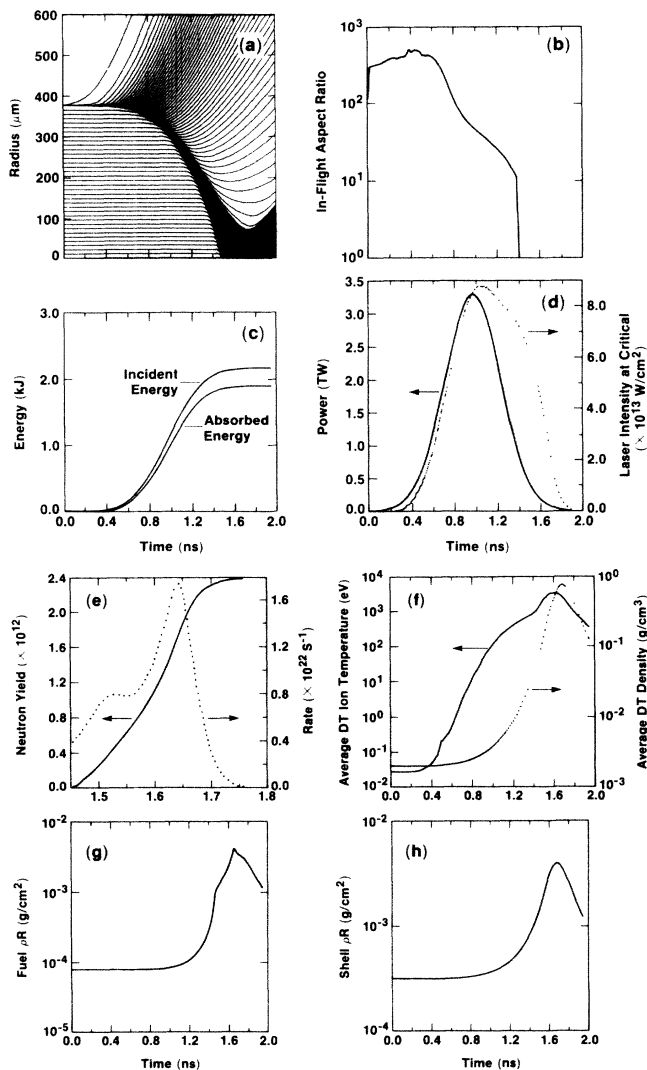 600
500
400
300
200
100
0
Radius (μm)
(a)
10³
10²
10¹
10⁰
In-Flight Aspect Ratio
(b)
3.0
2.0
1.0
0.0
Energy (kJ)
(c)
Incident
Energy
Absorbed
Energy
0.0 0.4 0.8 1.2 1.6 2.0
Time (ns)
3.5
3.0
2.5
2.0
1.5
1.0
0.5
0.0
Power (TW)
(d)
8.0
6.0
4.0
2.0
0.0
Laser Intensity at Critical
(× 10¹³ W/cm²)
0.0 0.4 0.8 1.2 1.6 2.0
Time (ns)
2.4
2.0
1.6
1.2
0.8
0.4
0.0
Neutron Yield (× 10¹²)
(e)
1.6
1.2
0.8
0.4
0.0
Rate (× 10²² S⁻¹)
1.5 1.6 1.7 1.8
10⁴
10³
10²
10¹
10⁰
10⁻¹
10⁻²
Average DT Ion Temperature (eV)
(f)
10⁰
10⁻¹
10⁻²
10⁻³
Average DT Density (g/cm³)
0 0.4 0.8 1.2 1.6 2.0
10⁻²
10⁻³
10⁻⁴
10⁻⁵
Fuel ρR (g/cm²)
(g)
0.0 0.4 0.8 1.2 1.6 2.0
Time (ns)
10⁻²
10⁻³
10⁻⁴
Shell ρR (g/cm²)
(h)
0.0 0.4 0.8 1.2 1.6 2.0
Time (ns)